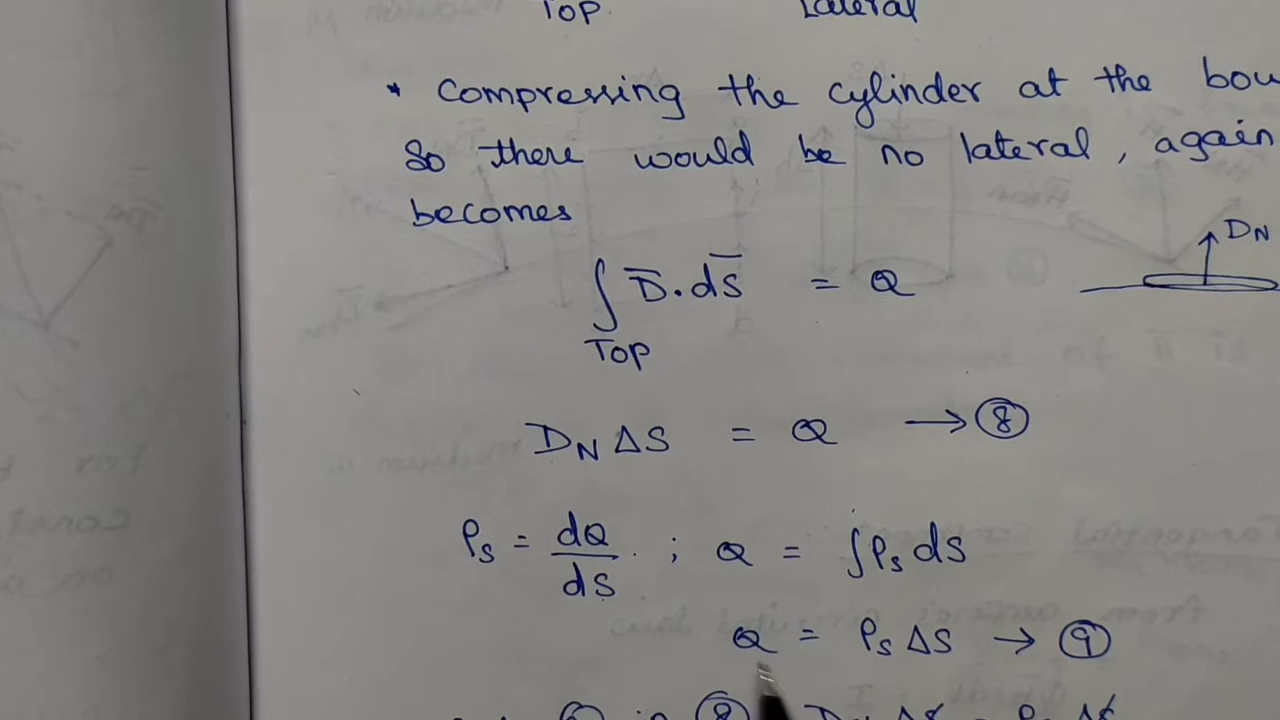 Top Lateral
* Compressing the cylinder at the bou
So there would be no lateral, again
becomes
D_N
∫ D̅. dS̅ = Q
Top
D_N ΔS = Q → ⑧
ρ_s = dQ/dS . ; Q = ∫ρ_s ds
Q = ρ_s ΔS → ⑨